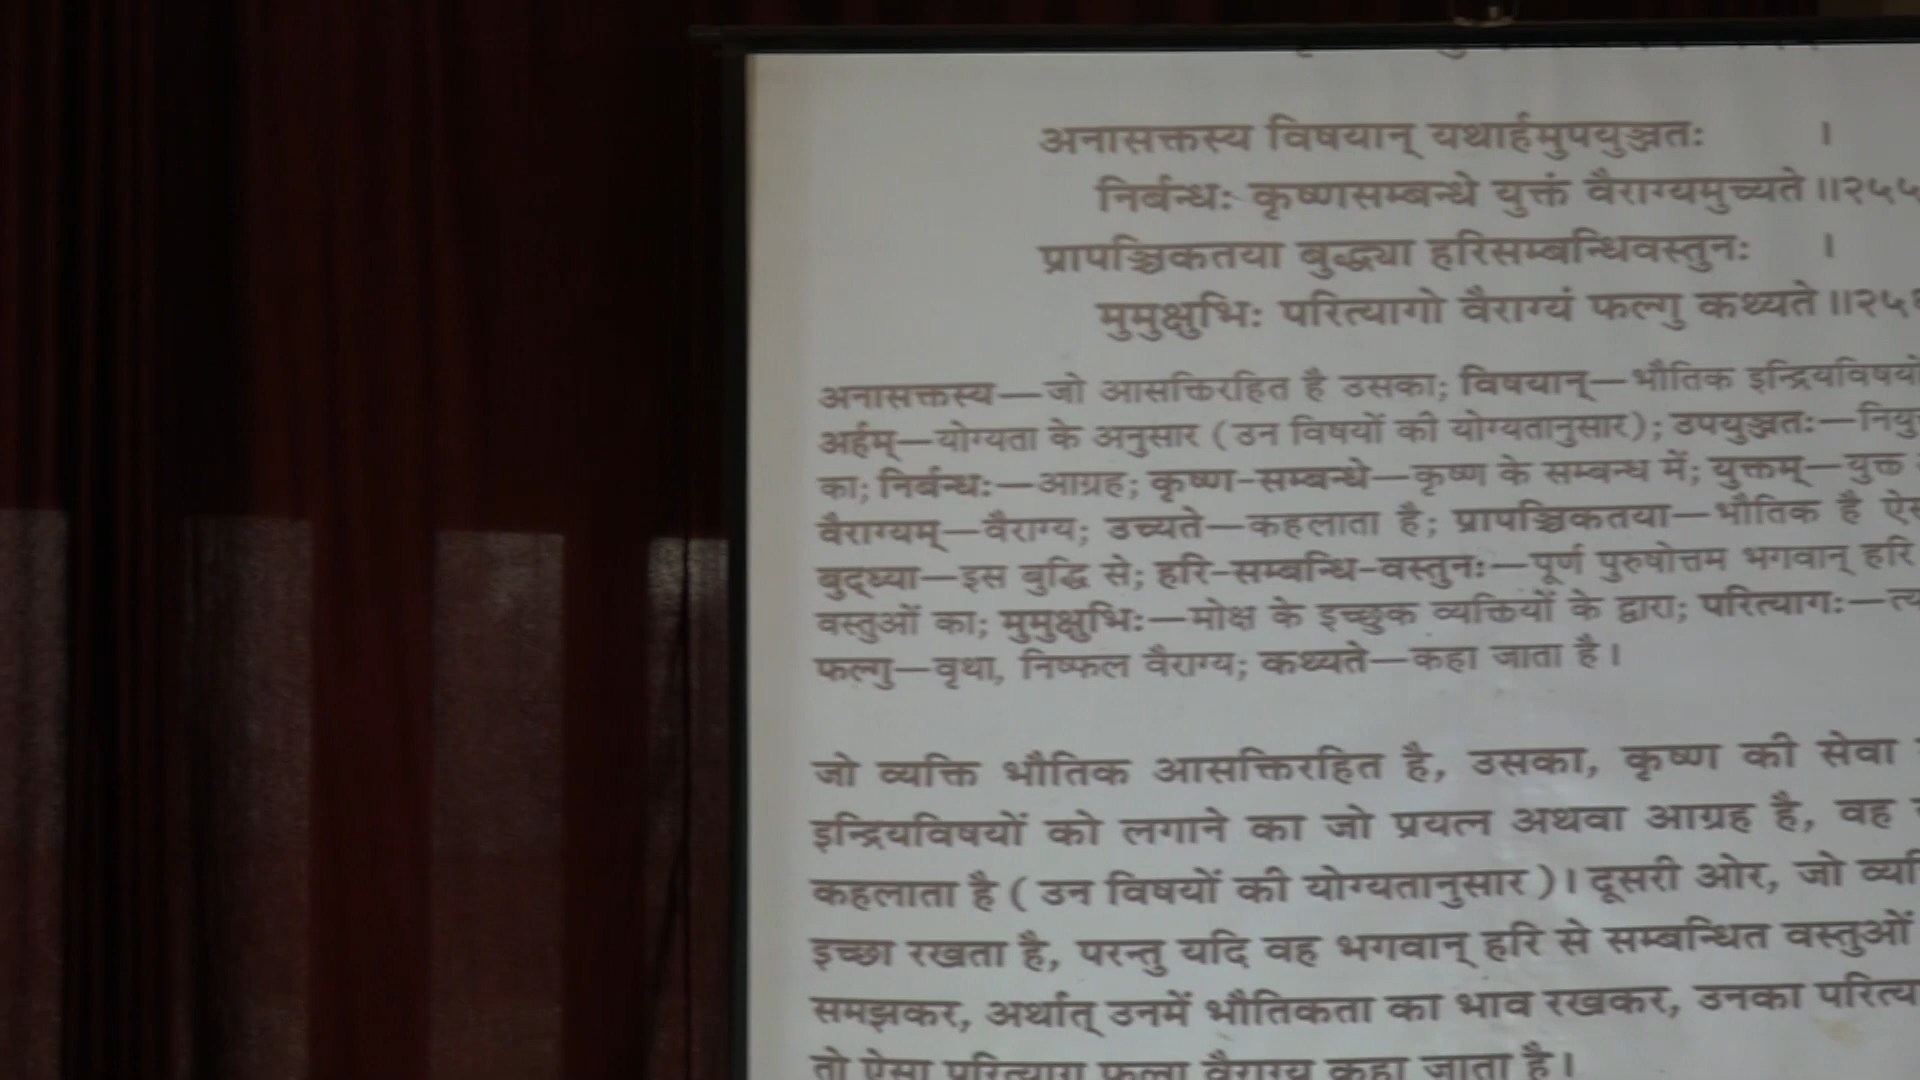 अनासक्तस्य विषयान् यथार्हमुपयुञ्जतः ।
निर्बन्धः कृष्णसम्बन्धे युक्तं वैराग्यमुच्यते ॥२५५
प्रापञ्चिकतया बुद्ध्या हरिसम्बन्धिवस्तुनः ।
मुमुक्षुभिः परित्यागो वैराग्यं फल्गु कथ्यते ॥२५६
अनासक्तस्य—जो आसक्तिरहित है उसका; विषयान्—भौतिक इन्द्रियविषयों
अर्हम्—योग्यता के अनुसार (उन विषयों की योग्यतानुसार); उपयुञ्जतः—
का; निर्बन्धः—आग्रह; कृष्ण-सम्बन्धे—कृष्ण के सम्बन्ध में; युक्तम्—युक्त
वैराग्यम्—वैराग्य; उच्यते—कहलाता है; प्रापञ्चिकतया—भौतिक है
बुद्ध्या—इस बुद्धि से; हरि-सम्बन्धि-वस्तुनः—पूर्ण पुरुषोत्तम भगवान् हरि
वस्तुओं का; मुमुक्षुभिः—मोक्ष के इच्छुक व्यक्तियों के द्वारा; परित्यागः—
फल्गु—वृथा, निष्फल वैराग्य; कथ्यते—कहा जाता है।
जो व्यक्ति भौतिक आसक्तिरहित है, उसका, कृष्ण की सेवा
इन्द्रियविषयों को लगाने का जो प्रयत्न अथवा आग्रह है, वह
कहलाता है (उन विषयों की योग्यतानुसार)। दूसरी ओर, जो
इच्छा रखता है, परन्तु यदि वह भगवान् हरि से सम्बन्धित वस्तुओं
समझकर, अर्थात् उनमें भौतिकता का भाव रखकर, उनका
तो ऐसा परित्याग फल्गु वैराग्य कहा जाता है।